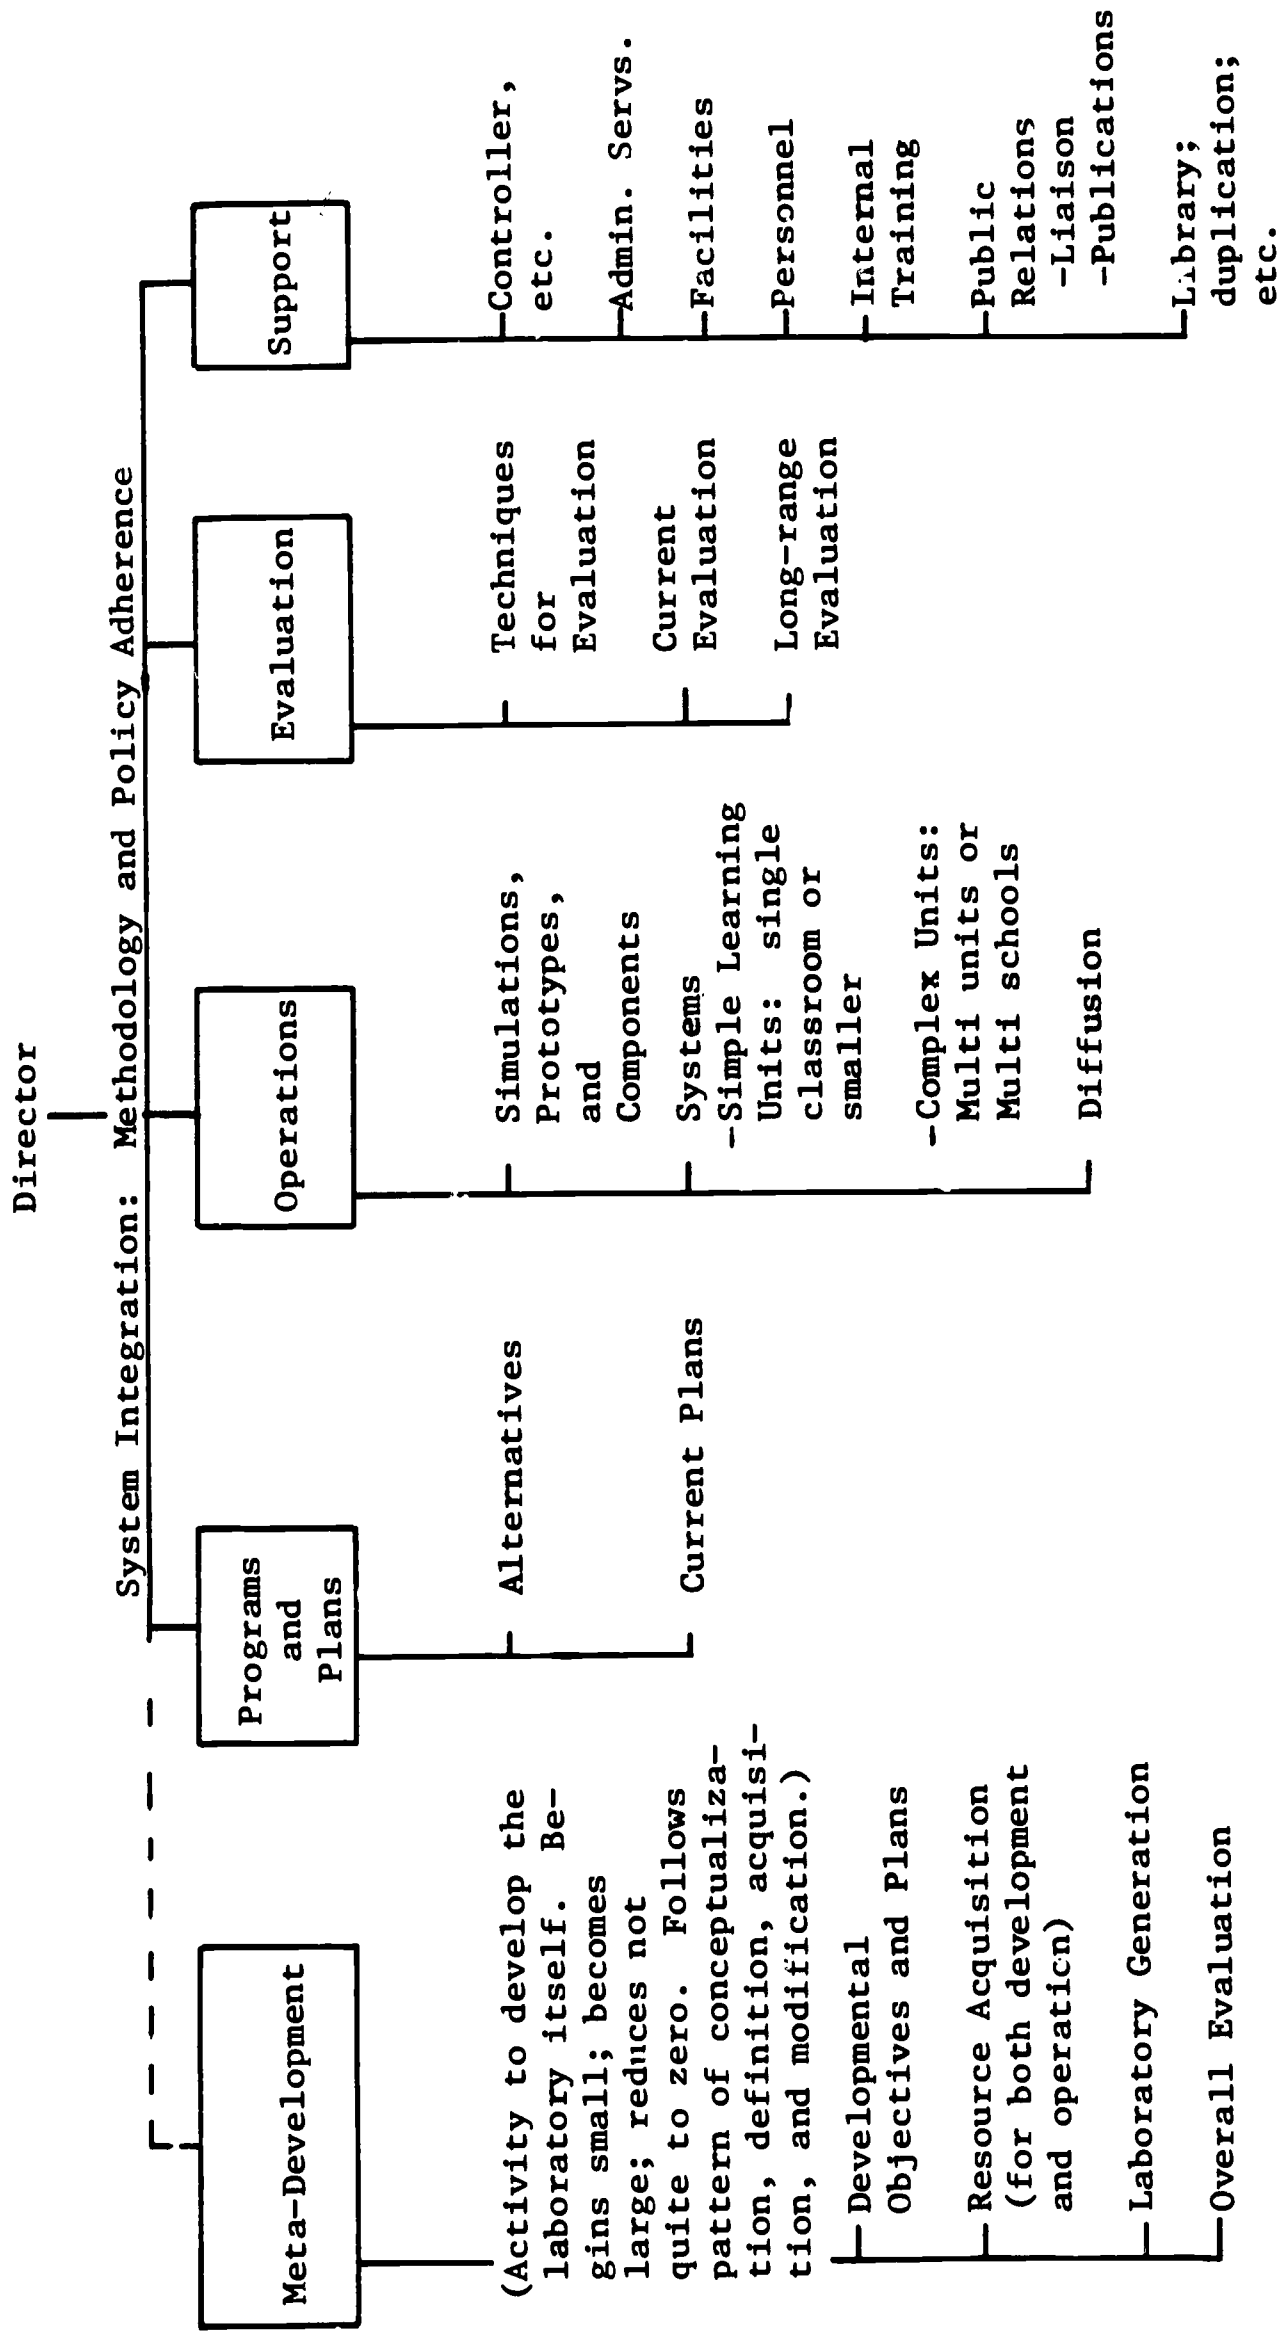 Director
System Integration: Methodology and Policy Adherence
Meta-Development
(Activity to develop the
laboratory itself. Be-
gins small; becomes
large; reduces not
quite to zero. Follows
pattern of conceptualiza-
tion, definition, acquisi-
tion, and modification.)
Developmental
Objectives and Plans
Resource Acquisition
(for both development
and operation)
Laboratory Generation
Overall Evaluation
Programs
and
Plans
Alternatives
Current Plans
Operations
Simulations,
Prototypes,
and
Components
Systems
-Simple Learning
Units: single
classroom or
smaller
-Complex Units:
Multi units or
Multi schools
Diffusion
Evaluation
Techniques
for
Evaluation
Current
Evaluation
Long-range
Evaluation
Support
Controller,
etc.
Admin. Servs.
Facilities
Personnel
Internal
Training
Public
Relations
-Liaison
-Publications
Library;
duplication;
etc.